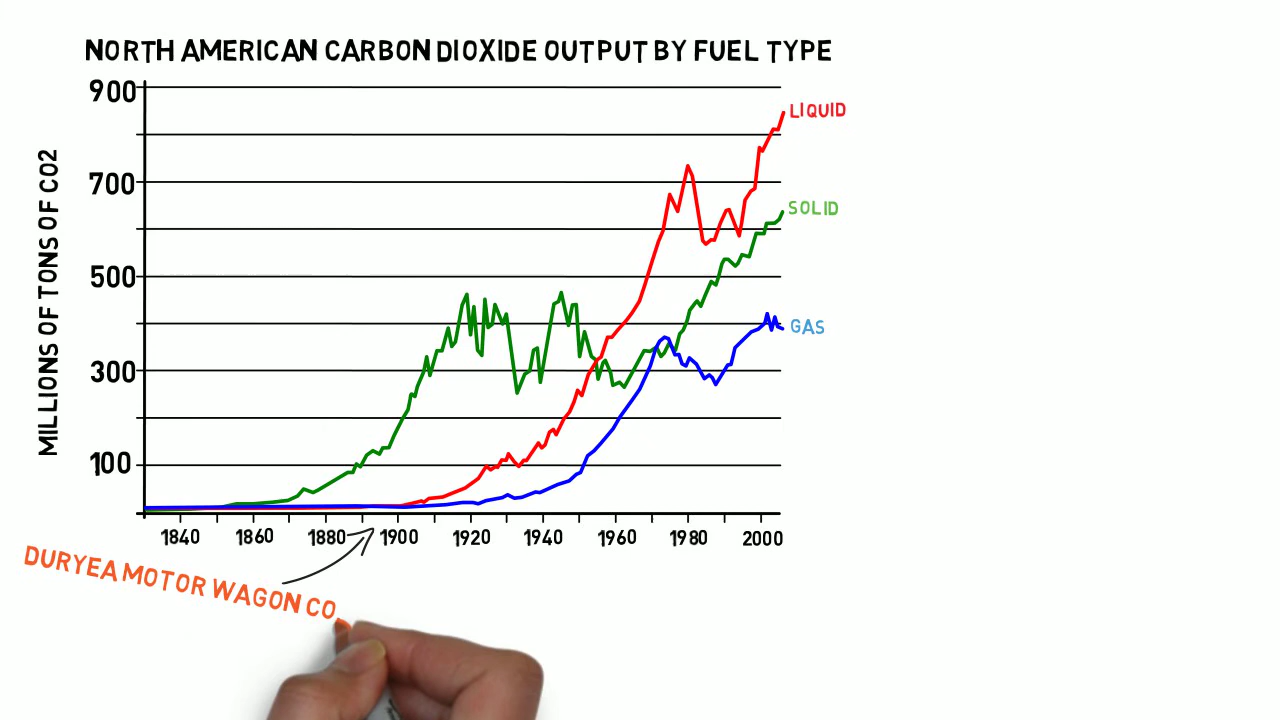 NORTH AMERICAN CARBON DIOXIDE OUTPUT BY FUEL TYPE
MILLIONS OF TONS OF CO2
900
700
500
300
100
LIQUID
SOLID
GAS
1840 1860 1880 1900 1920 1940 1960 1980 2000
DURYEA MOTOR WAGON CO.